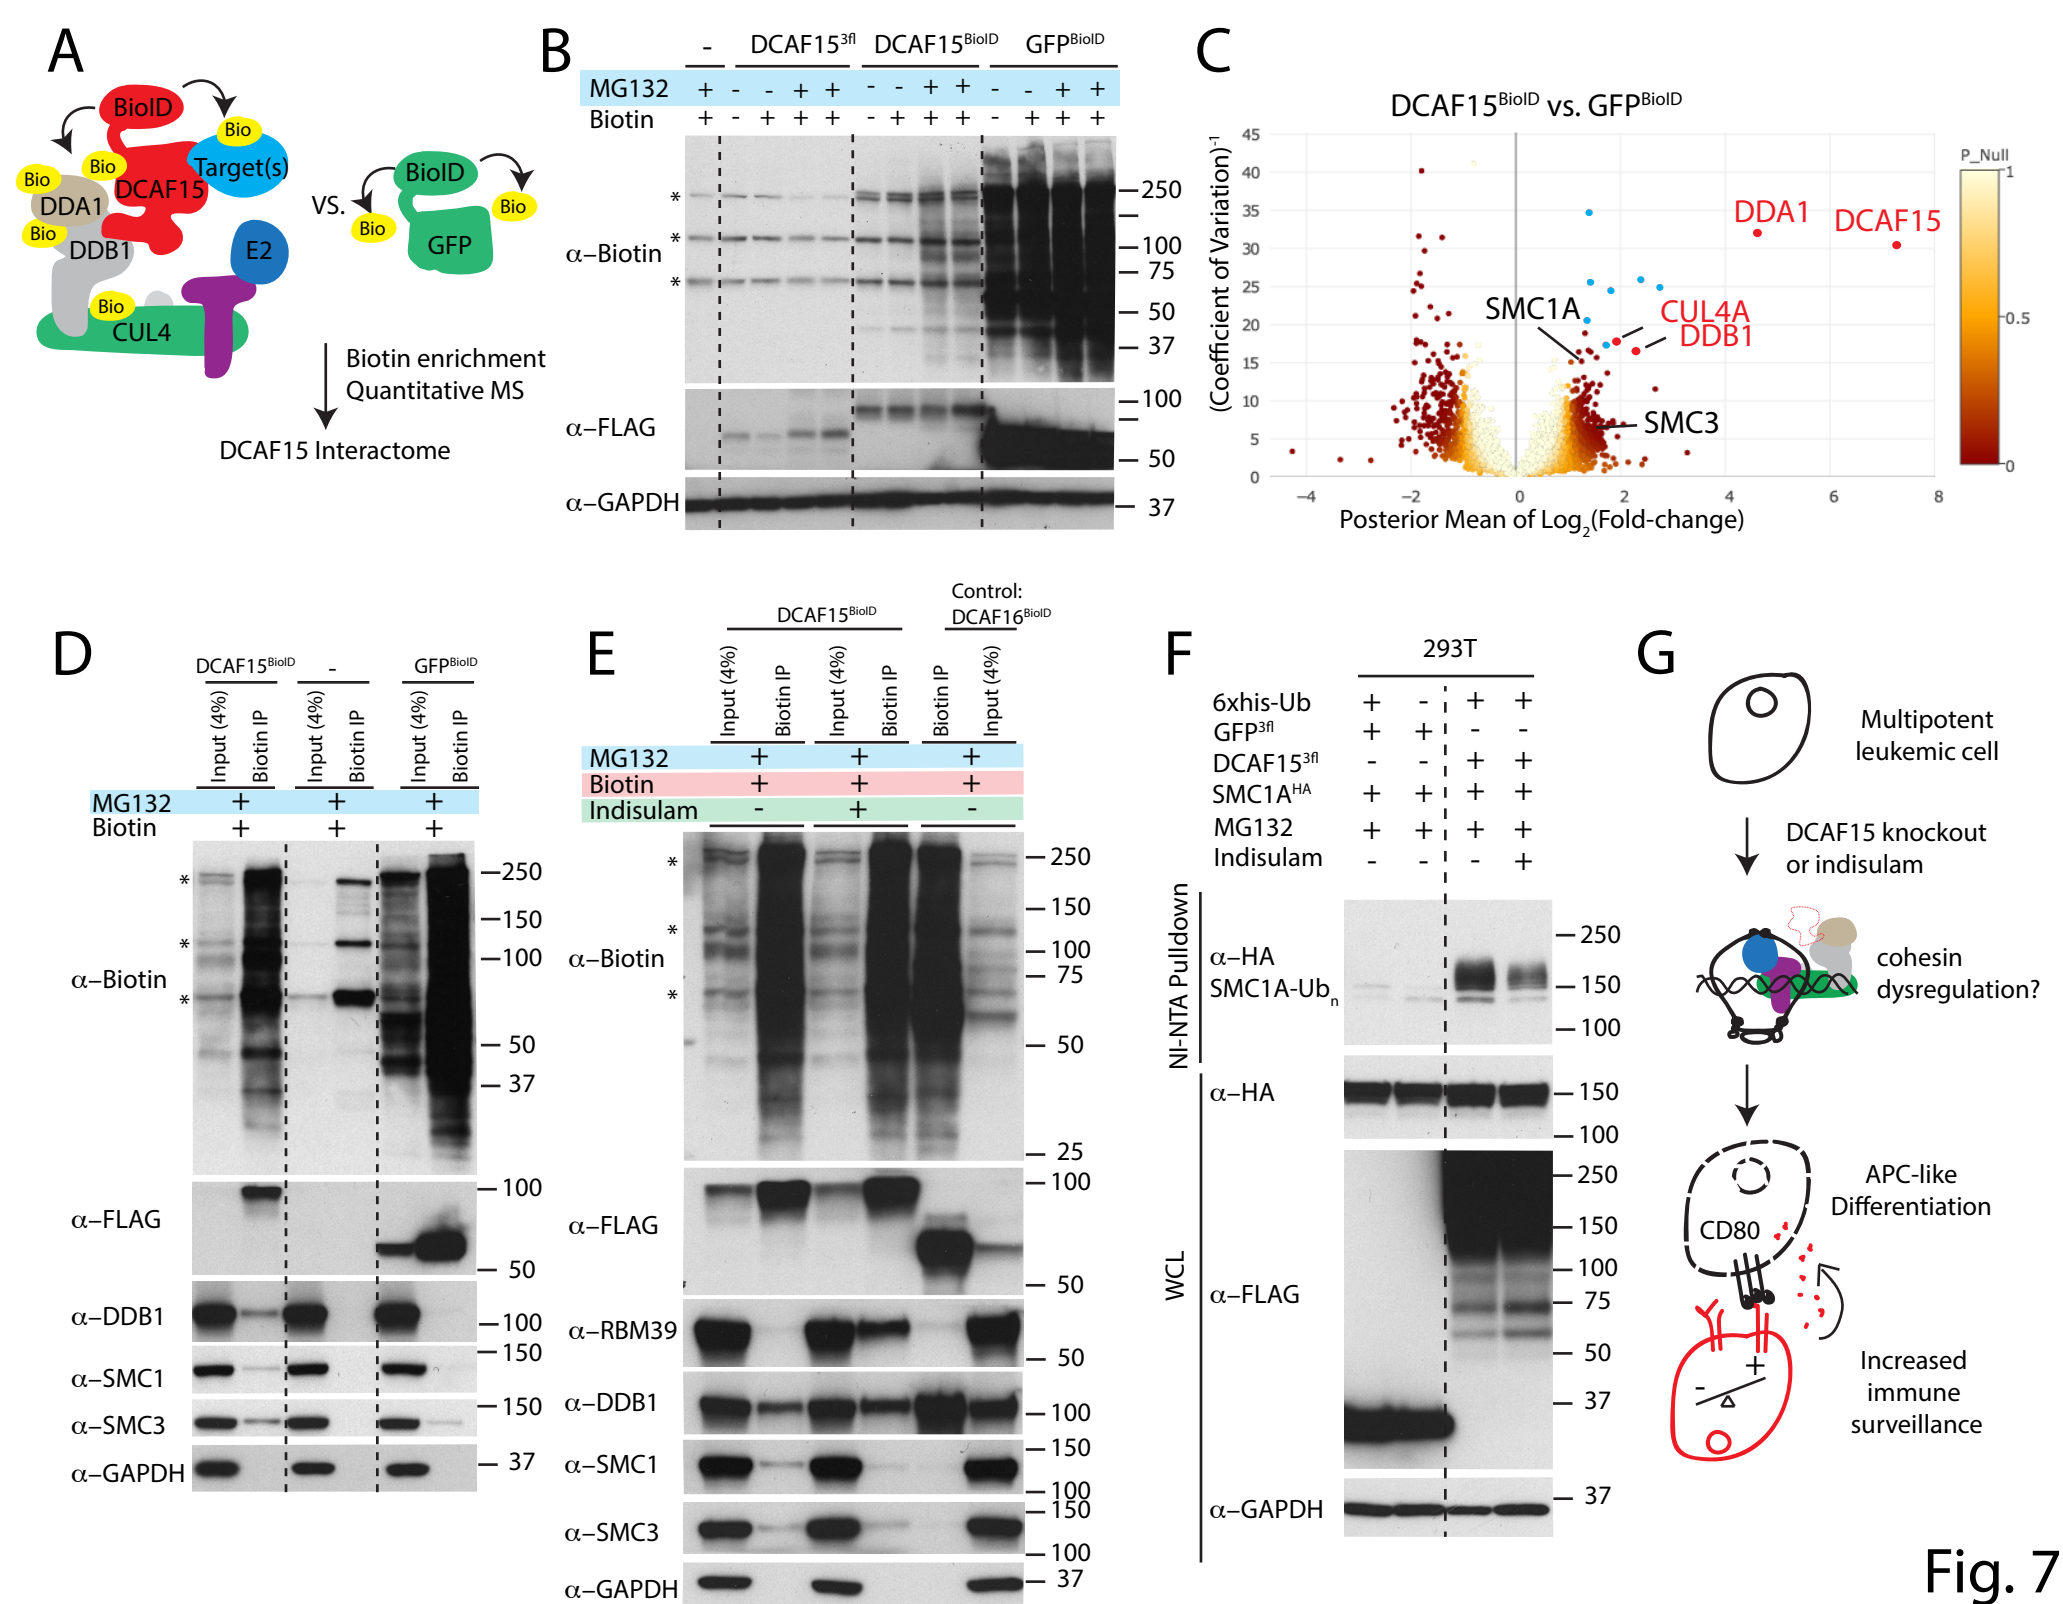 A
BioID
Bio
Bio
Target(s)
Bio
DCAF15
DDA1
Bio
DDB1
E2
Bio
CUL4
VS.
BioID
Bio
Bio
GFP
Biotin enrichment
Quantitative MS
DCAF15 Interactome
B
- DCAF15 3fl DCAF15 BioID GFP BioID
MG132 + - - + + - - + + - - + +
Biotin + - + + + - + + + - + + +
α–Biotin
*
*
*
250
100
75
50
37
α–FLAG
100
50
α–GAPDH
37
C
DCAF15 BioID vs. GFP BioID
(Coefficient of Variation)-1
45
40
35
30
25
20
15
10
5
0
−4 −2 0 2 4 6 8
Posterior Mean of Log2(Fold-change)
DDA1
DCAF15
SMC1A
CUL4A
DDB1
SMC3
P_Null
1
0.5
0
D
DCAF15 BioID - GFP BioID
Input (4%) Biotin IP Input (4%) Biotin IP Input (4%) Biotin IP
MG132 + + +
Biotin + + +
α–Biotin
*
*
*
250
150
100
50
37
α–FLAG
100
50
α–DDB1
100
α–SMC1
150
α–SMC3
150
α–GAPDH
37
E
DCAF15 BioID
Control:
DCAF16 BioID
Input (4%) Biotin IP Input (4%) Biotin IP Biotin IP Input (4%)
MG132 + + +
Biotin + + +
Indisulam - + -
α–Biotin
*
*
*
250
150
100
75
50
25
α–FLAG
100
50
α–RBM39
50
α–DDB1
100
α–SMC1
150
100
α–SMC3
150
100
α–GAPDH
37
F
293T
6xhis-Ub + - + +
GFP 3fl + + - -
DCAF15 3fl - - + +
SMC1A HA + + + +
MG132 + + + +
Indisulam - - - +
NI-NTA Pulldown
α–HA
SMC1A-Ubn
250
150
100
WCL
α–HA
150
100
α–FLAG
250
150
100
75
50
37
α–GAPDH
37
G
Multipotent
leukemic cell
DCAF15 knockout
or indisulam
cohesin
dysregulation?
APC-like
Differentiation
CD80
+
-
Increased
immune
surveillance
Fig. 7